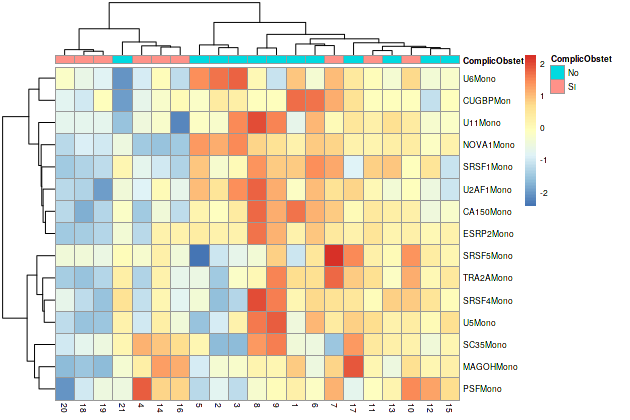 ComplicObstet
U6Mono
CUGBPMon
U11Mono
NOVA1Mono
SRSF1Mono
U2AF1Mono
CA150Mono
ESRP2Mono
SRSF5Mono
TRA2AMono
SRSF4Mono
U5Mono
SC35Mono
MAGOHMono
PSFMono
20 18 19 21 4 14 16 5 2 3 8 9 1 6 7 17 11 13 10 12 15
2
1
0
-1
-2
ComplicObstet
No
SI